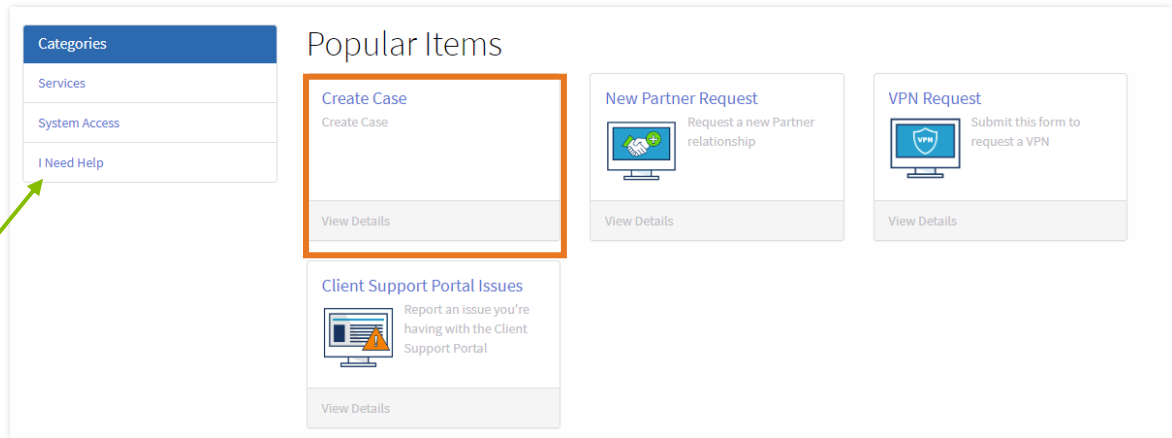 Categories
Services
System Access
I Need Help
Popular Items
Create Case
Create Case
View Details
New Partner Request
Request a new Partner
relationship
View Details
VPN Request
VPN
Submit this form to
request a VPN
View Details
Client Support Portal Issues
Report an issue you're
having with the Client
Support Portal
View Details